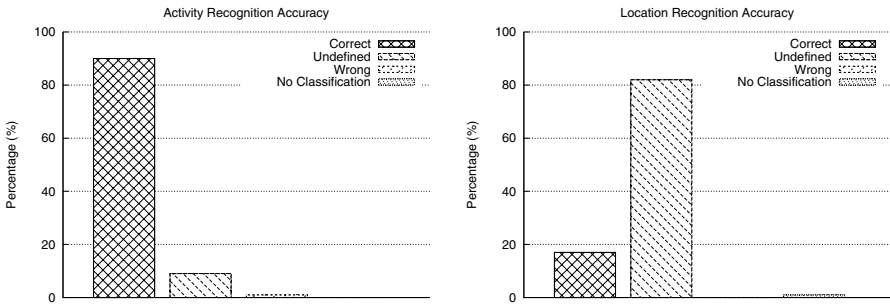 Activity Recognition Accuracy
Percentage (%)
100
80
60
40
20
0
Correct
Undefined
Wrong
No Classification
Location Recognition Accuracy
Percentage (%)
100
80
60
40
20
0
Correct
Undefined
Wrong
No Classification